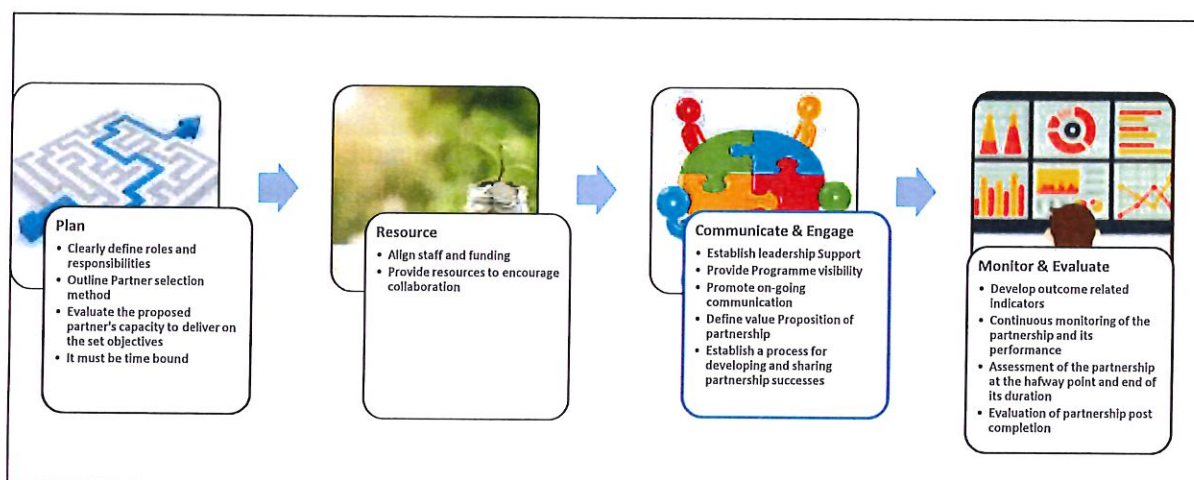 Plan
• Clearly define roles and
responsibilities
• Outline Partner selection
method
• Evaluate the proposed
partner's capacity to deliver on
the set objectives
• It must be time bound
Resource
• Align staff and funding
• Provide resources to encourage
collaboration
Communicate & Engage
• Establish leadership Support
• Provide Programme visibility
• Promote on-going
communication
• Define value Proposition of
partnership
• Establish a process for
developing and sharing
partnership successes
Monitor & Evaluate
• Develop outcome related
indicators
• Continuous monitoring of the
partnership and its
performance
• Assessment of the partnership
at the hafway point and end of
its duration
• Evaluation of partnership post
completion